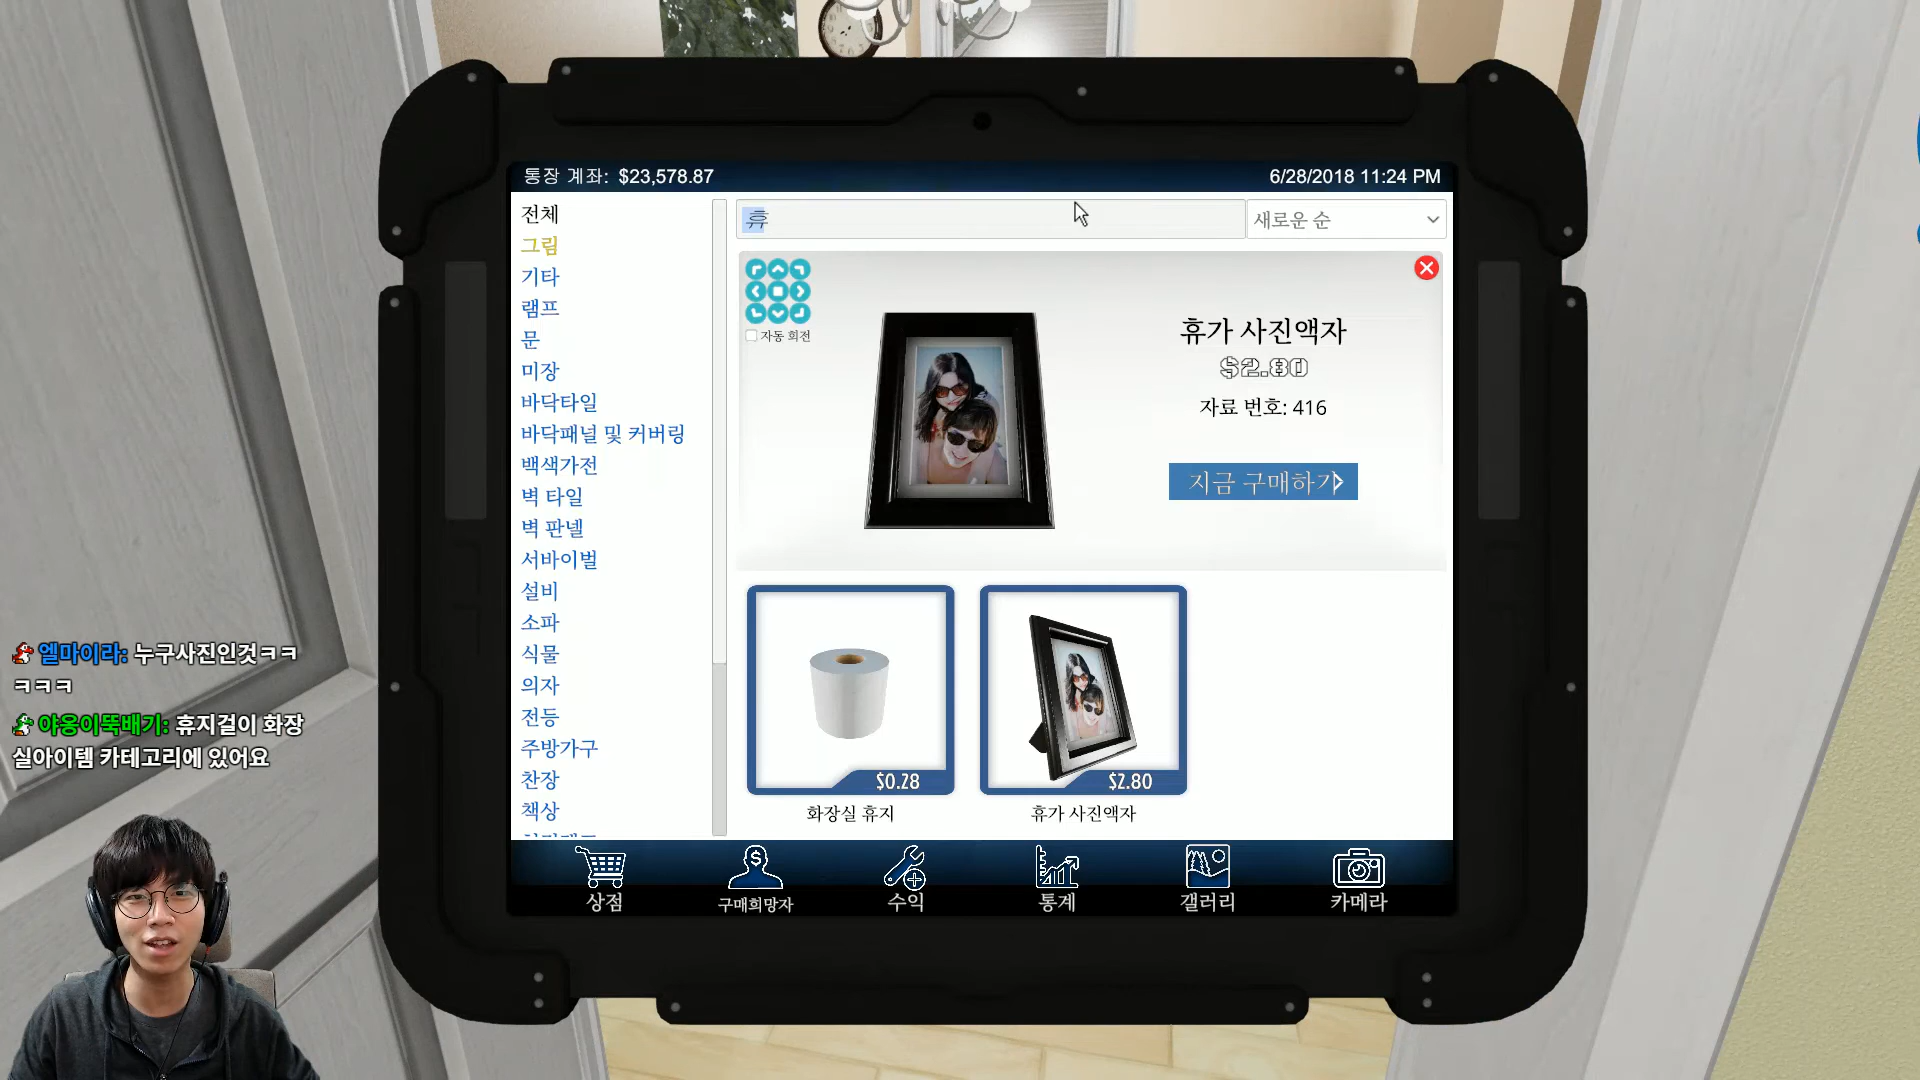 통장 계좌: $23,578.87
6/28/2018 11:24 PM
전체
그림
기타
램프
문
미장
바닥타일
바닥패널 및 커버링
백색가전
벽 타일
벽 판넬
서바이벌
설비
소파
식물
의자
전등
주방가구
찬장
책상
휴
새로운 순
자동 회전
휴가 사진액자
$2.80
자료 번호: 416
지금 구매하기
$0.28
화장실 휴지
$2.80
휴가 사진액자
상점
구매희망자
수익
통계
갤러리
카메라
엘마이라: 누구사진인것ㅋㅋ
ㅋㅋㅋ
야옹이뚝배기: 휴지걸이 화장
실아이템 카테고리에 있어요